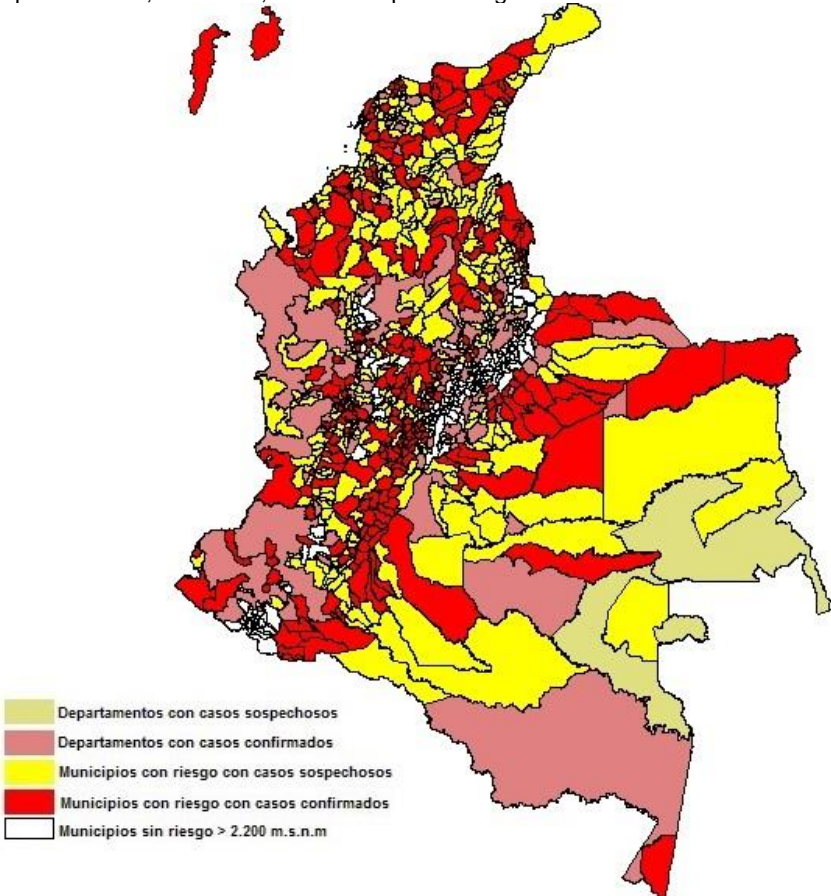 Departamentos con casos sospechosos
Departamentos con casos confirmados
Municipios con riesgo con casos sospechosos
Municipios con riesgo con casos confirmados
Municipios sin riesgo > 2.200 m.s.n.m